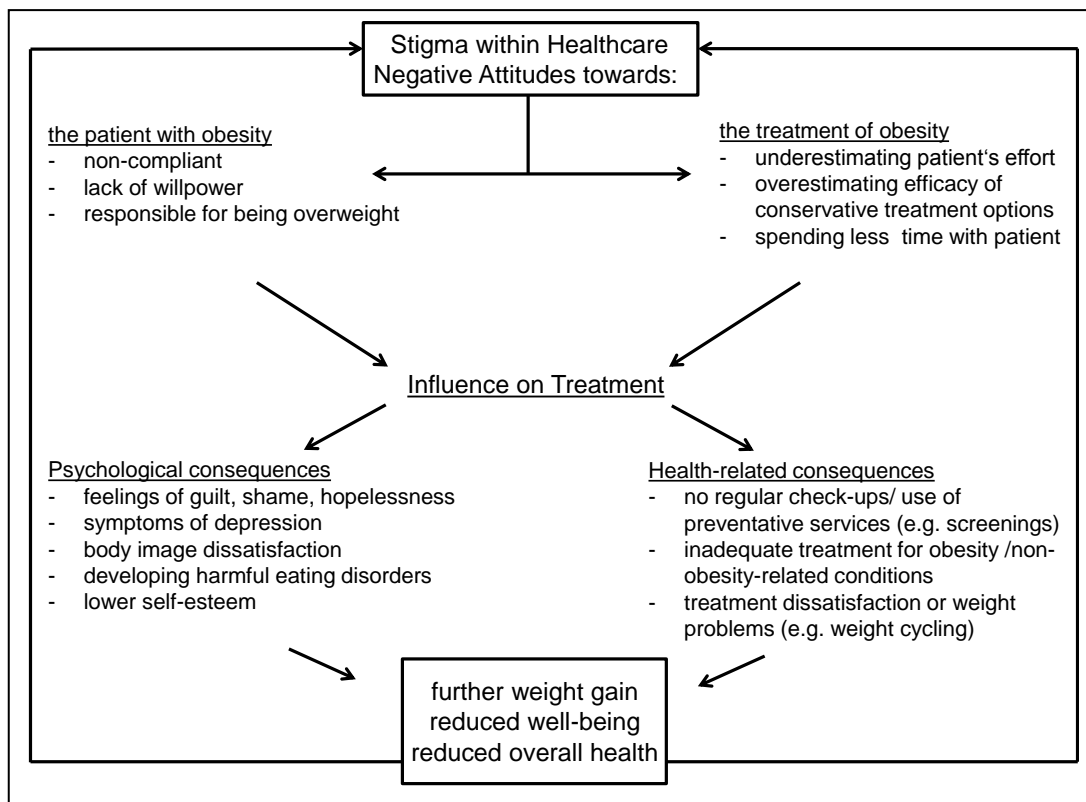 Stigma within Healthcare
Negative Attitudes towards:
the patient with obesity
- non-compliant
- lack of willpower
- responsible for being overweight
the treatment of obesity
- underestimating patient‘s effort
- overestimating efficacy of
conservative treatment options
- spending less time with patient
Influence on Treatment
Psychological consequences
- feelings of guilt, shame, hopelessness
- symptoms of depression
- body image dissatisfaction
- developing harmful eating disorders
- lower self-esteem
Health-related consequences
- no regular check-ups/ use of
preventative services (e.g. screenings)
- inadequate treatment for obesity /non-
obesity-related conditions
- treatment dissatisfaction or weight
problems (e.g. weight cycling)
further weight gain
reduced well-being
reduced overall health